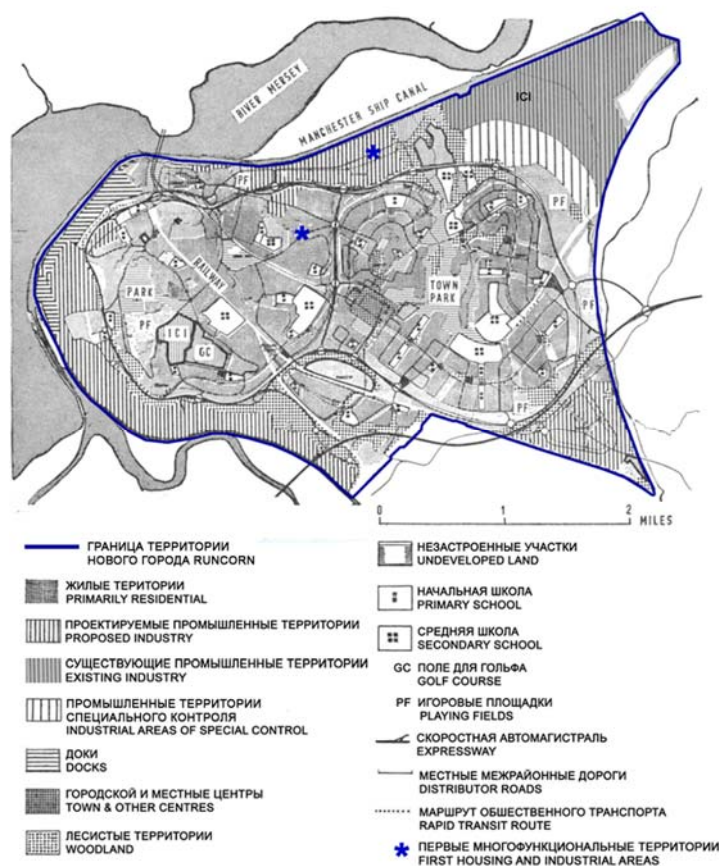 RIVER MERSEY
MANCHESTER SHIP CANAL
ICI
PF
PF
RAILWAY
PARK
TOWN
PARK
PF
PF
ICI
GC
PF
0 1 2
MILES
ГРАНИЦА ТЕРРИТОРИИ
НОВОГО ГОРОДА RUNCORN
ЖИЛЫЕ ТЕРИТОРИИ
PRIMARILY RESIDENTIAL
ПРОЕКТИРУЕМЫЕ ПРОМЫШЛЕННЫЕ ТЕРРИТОРИИ
PROPOSED INDUSTRY
СУЩЕСТВУЮЩИЕ ПРОМЫШЛЕННЫЕ ТЕРРИТОРИИ
EXISTING INDUSTRY
ПРОМЫШЛЕННЫЕ ТЕРРИТОРИИ
СПЕЦИАЛЬНОГО КОНТРОЛЯ
INDUSTRIAL AREAS OF SPECIAL CONTROL
ДОКИ
DOCKS
ГОРОДСКОЙ И МЕСТНЫЕ ЦЕНТРЫ
TOWN & OTHER CENTRES
ЛЕСИСТЫЕ ТЕРРИТОРИИ
WOODLAND
НЕЗАСТРОЕННЫЕ УЧАСТКИ
UNDEVELOPED LAND
НАЧАЛЬНАЯ ШКОЛА
PRIMARY SCHOOL
СРЕДНЯЯ ШКОЛА
SECONDARY SCHOOL
GC ПОЛЕ ДЛЯ ГОЛЬФА
GOLF COURSE
PF ИГОРОВЫЕ ПЛОЩАДКИ
PLAYING FIELDS
СКОРОСТНАЯ АВТОМАГИСТРАЛЬ
EXPRESSWAY
МЕСТНЫЕ МЕЖРАЙОННЫЕ ДОРОГИ
DISTRIBUTOR ROADS
МАРШРУТ ОБШЕСТВЕННОГО ТРАНСПОРТА
RAPID TRANSIT ROUTE
ПЕРВЫЕ МНОГОФУНКЦИОНАЛЬНЫЕ ТЕРРИТОРИИ
FIRST HOUSING AND INDUSTRIAL AREAS